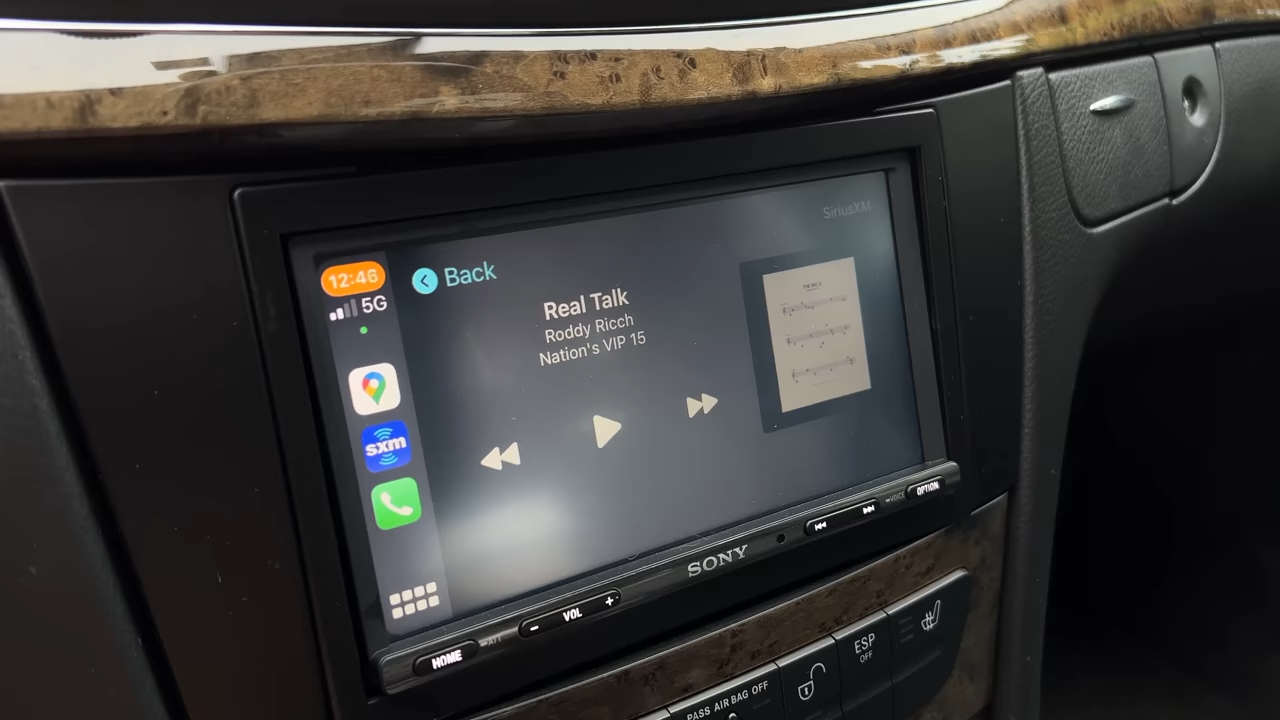 SiriusXM
12:46
5G
Back
Real Talk
Roddy Ricch
Nation's VIP 15
sxm
SONY
HOME
ATT
- VOL +
VOICE
OPTION
PASS AIR BAG OFF
ESP
OFF